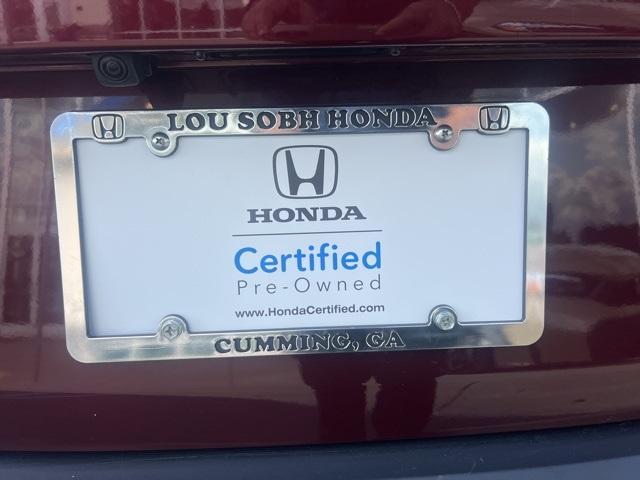 LOU SOBH HONDA
HONDA
Certified
Pre-Owned
www.HondaCertified.com
CUMMING, GA